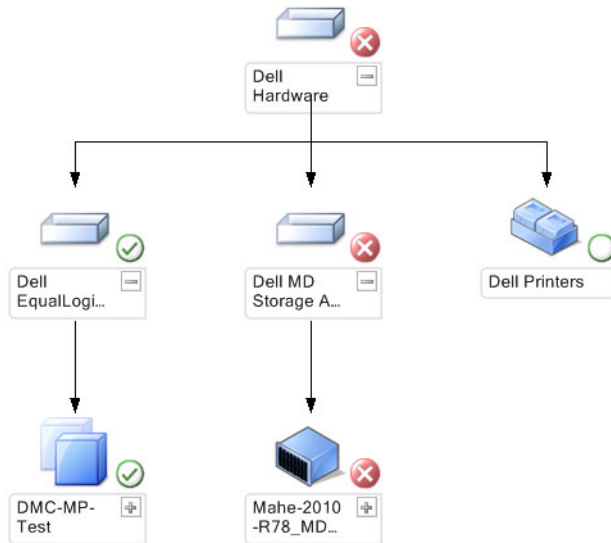 Dell
Hardware
Dell
EqualLogi...
Dell MD
Storage A...
Dell Printers
DMC-MP-
Test
Mahe-2010
-R78_MD...